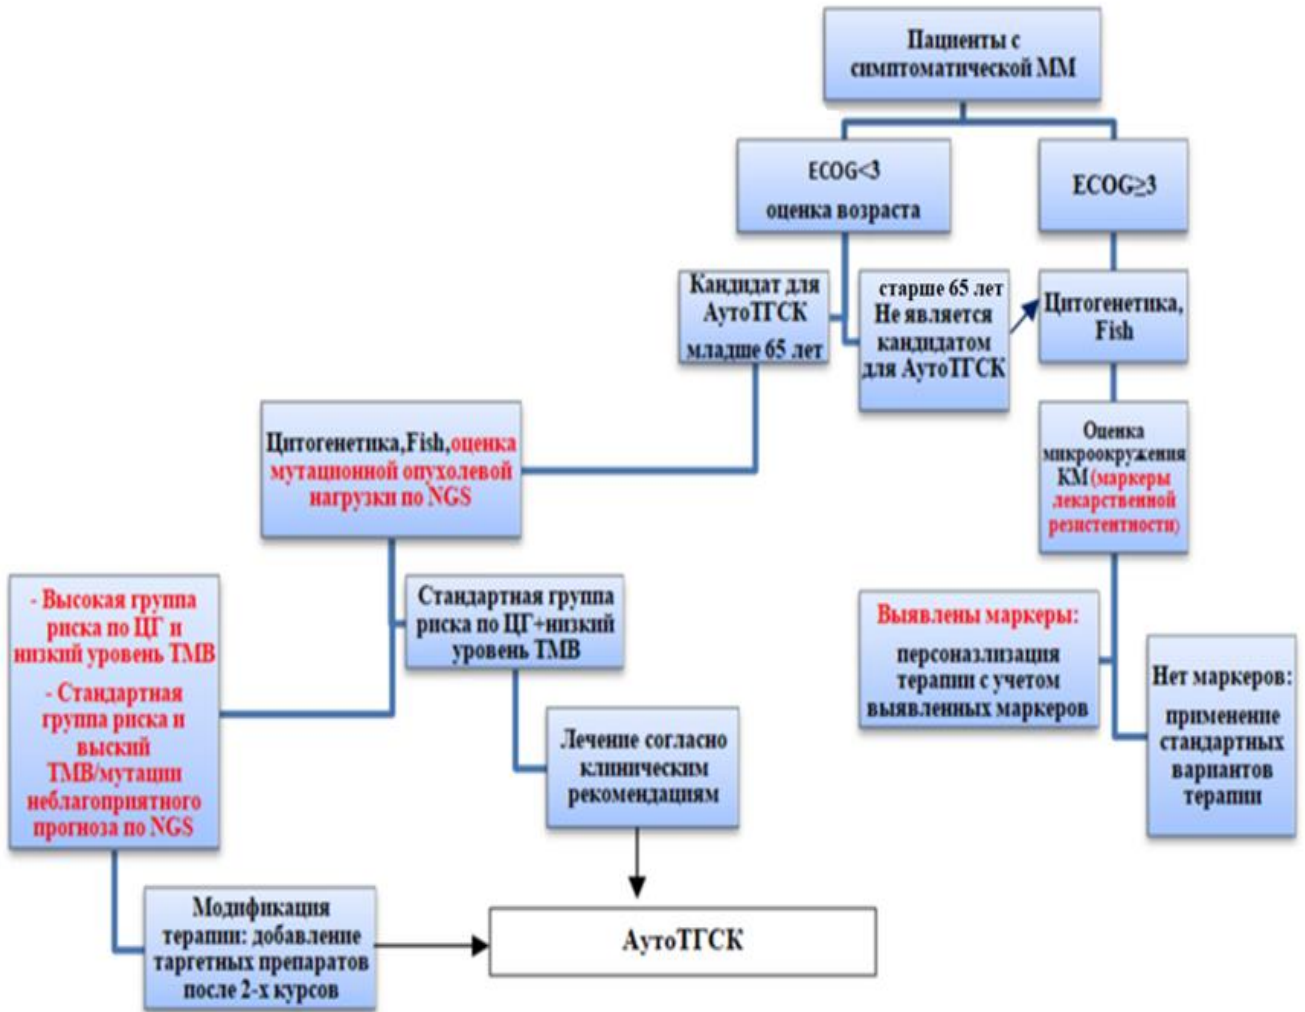 Пациенты с
симптоматической ММ
ECOG<3
оценка возраста
ECOG≥3
Кандидат для
АутоТГСК
младше 65 лет
старше 65 лет
Не является
кандидатом
для АутоТГСК
Цитогенетика,
Fish
Цитогенетика,Fish,оценка
мутационной опухолевой
нагрузки по NGS
Оценка
микроокружения
КМ (маркеры
лекарственной
резистентности)
- Высокая группа
риска по ЦГ и
низкий уровень ТМВ
- Стандартная
группа риска и
выский
ТМВ/мутации
неблагоприятного
прогноза по NGS
Стандартная группа
риска по ЦГ+низкий
уровень ТМВ
Выявлены маркеры:
персоназлизация
терапии с учетом
выявленных маркеров
Нет маркеров:
применение
стандартных
вариантов
терапии
Лечение согласно
клиническим
рекомендациям
Модификация
терапии: добавление
таргетных препаратов
после 2-х курсов
АутоТГСК